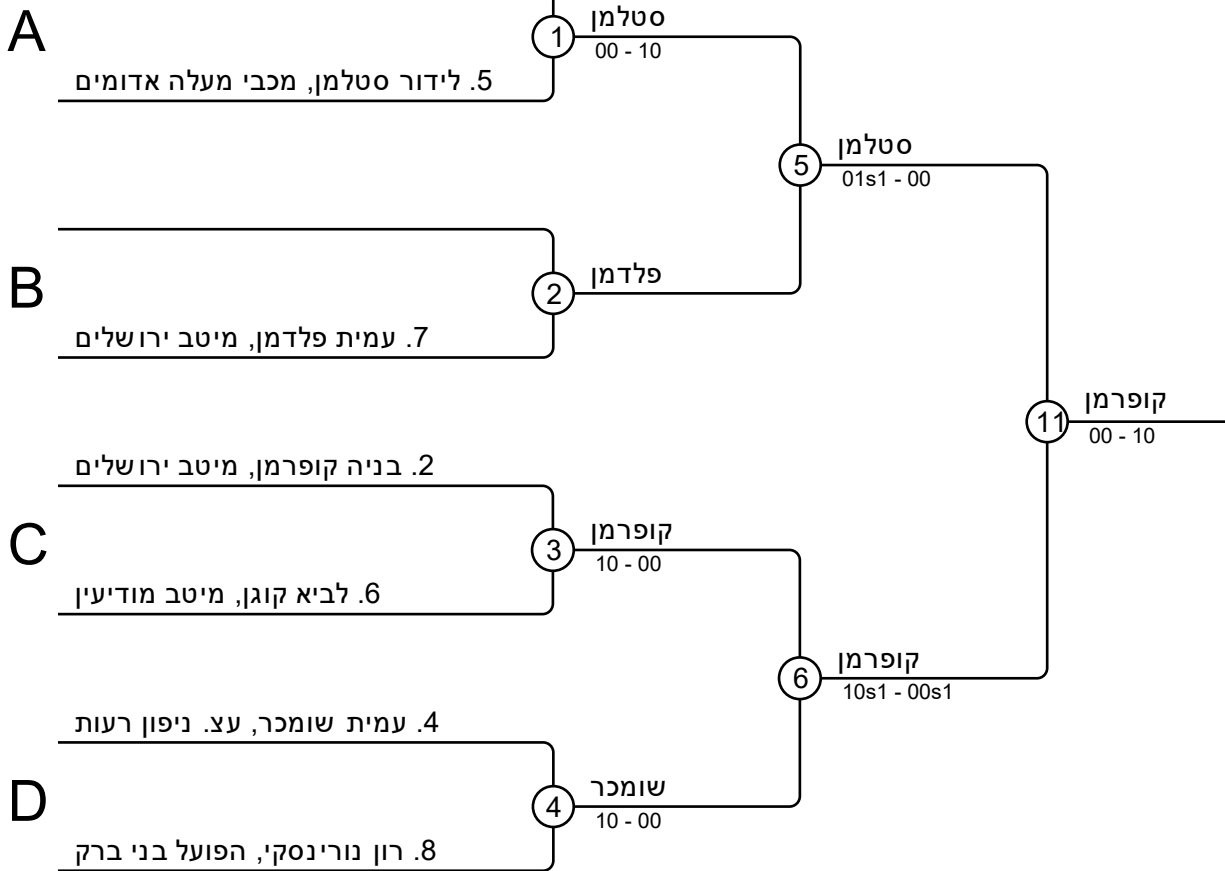 A
1
סטלמן
00 - 10
5. לידור סטלמן, מכבי מעלה אדומים
5
סטלמן
01s1 - 00
B
2
פלדמן
7. עמית פלדמן, מיטב ירושלים
11
קופרמן
00 - 10
2. בניה קופרמן, מיטב ירושלים
C
3
קופרמן
10 - 00
6. לביא קוגן, מיטב מודיעין
6
קופרמן
10s1 - 00s1
4. עמית שומכר, עצ. ניפון רעות
D
4
שומכר
10 - 00
8. רון נורינסקי, הפועל בני ברק